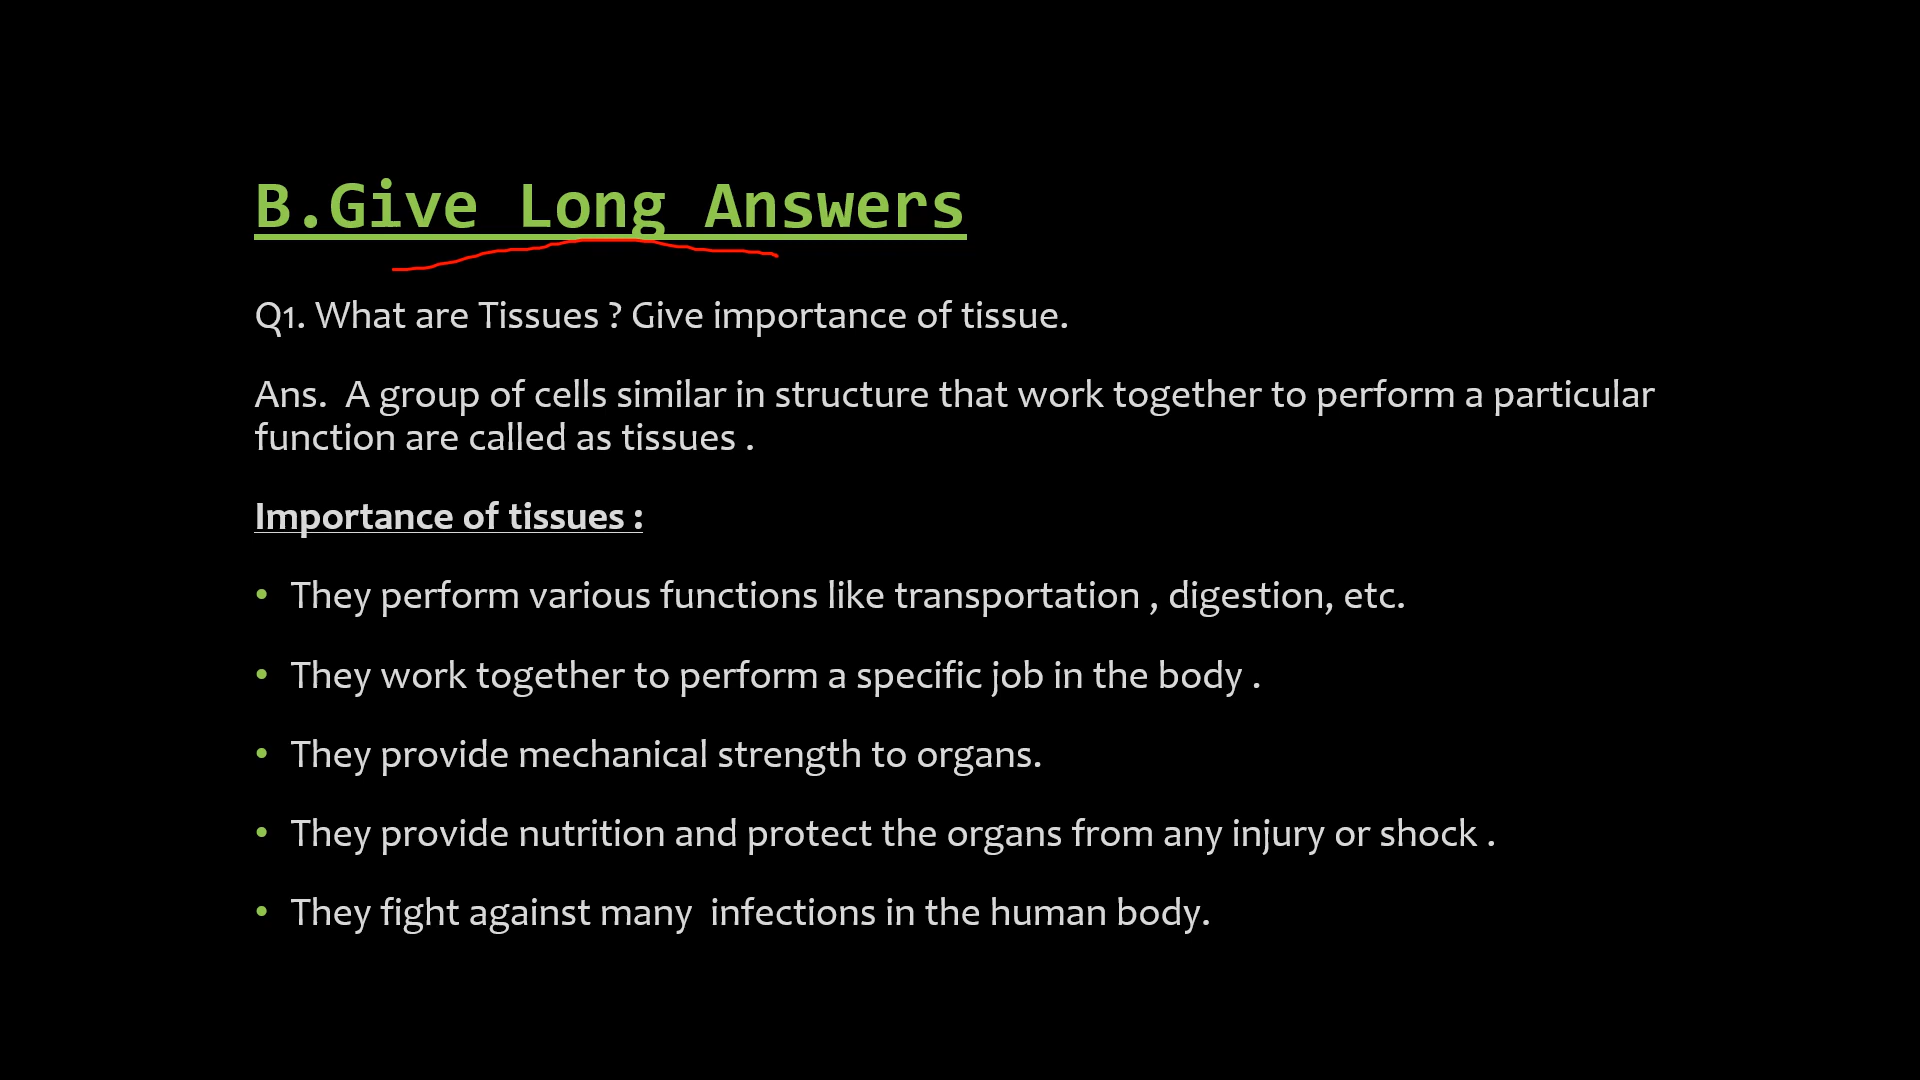 B.Give Long Answers
Q1. What are Tissues ? Give importance of tissue.
Ans.  A group of cells similar in structure that work together to perform a particular
function are called as tissues .
Importance of tissues :
• They perform various functions like transportation , digestion, etc.
• They work together to perform a specific job in the body .
• They provide mechanical strength to organs.
• They provide nutrition and protect the organs from any injury or shock .
• They fight against many  infections in the human body.